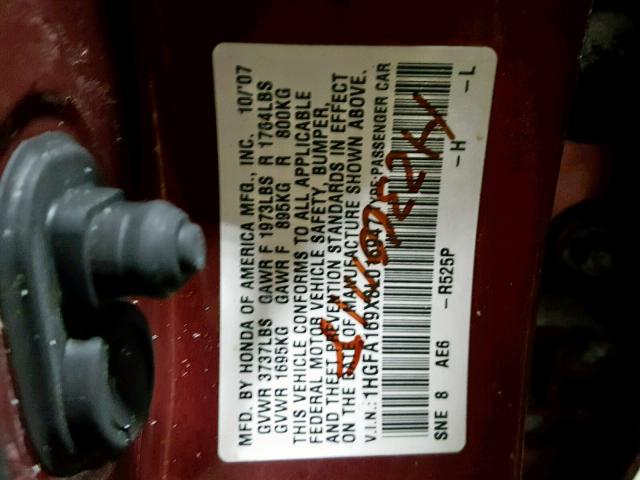 MFD. BY HONDA OF AMERICA MFG., INC. 10/'07
GVWR 3737LBS GAWR F 1973LBS R 1764LBS
GVWR 1695KG GAWR F 895KG R 800KG
THIS VEHICLE CONFORMS TO ALL APPLICABLE
FEDERAL MOTOR VEHICLE SAFETY, BUMPER,
AND THEFT PREVENTION STANDARDS IN EFFECT
ON THE DATE OF MANUFACTURE SHOWN ABOVE.
V.I.N.: TYPE:PASSENGER CAR
SNE 8 AE6 -R525P -H -L